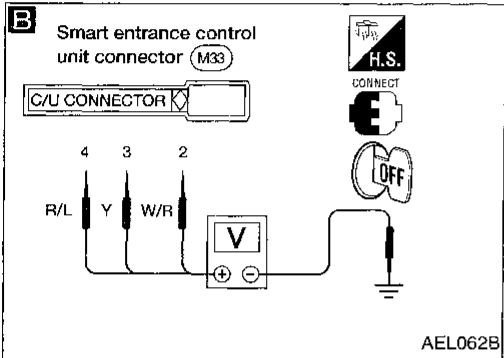 B
Smart entrance control
unit connector M33
H.S.
CONNECT
C/U CONNECTOR
OFF
4 3 2
R/L Y W/R
V
+ −
AEL062B